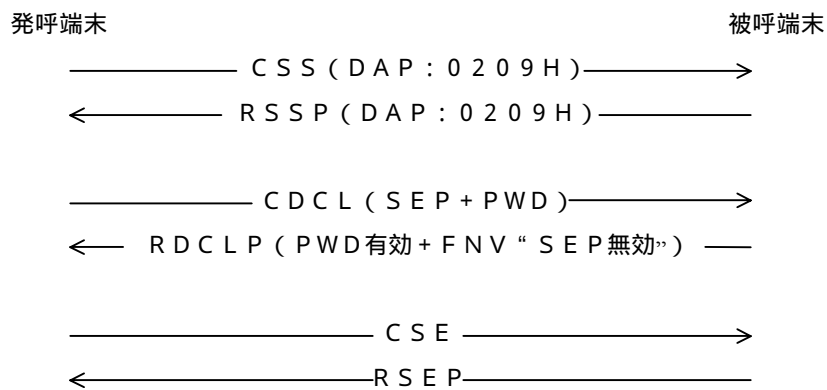 発呼端末 被呼端末
CSS(DAP:0209H)
RSSP(DAP:0209H)
CDCL(SEP+PWD)
RDCLP(PWD有効+FNV“SEP無効”)
CSE
RSEP